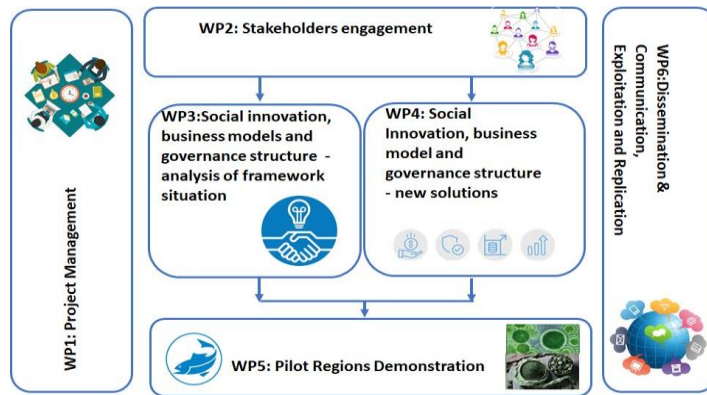 WP1: Project Management
WP2: Stakeholders engagement
WP3:Social innovation,
business models and
governance structure -
analysis of framework
situation
WP4: Social
Innovation, business
model and
governance structure
- new solutions
WP5: Pilot Regions Demonstration
WP6:Dissemination &
Communication,
Exploitation and Replication